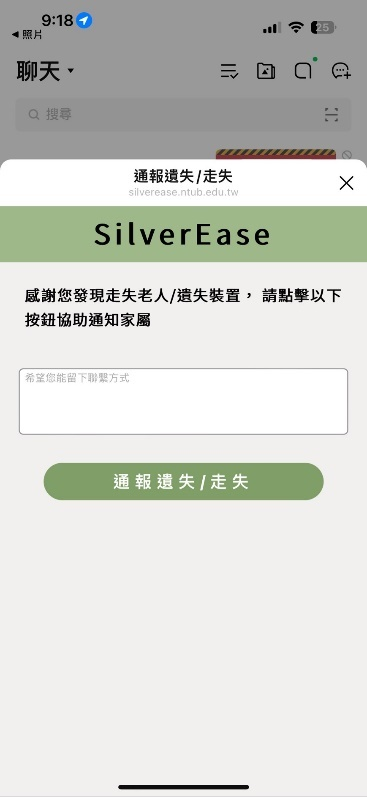 9:18
25
◀ 照片
聊天
搜尋
通報遺失/走失
silverease.ntub.edu.tw
SilverEase
感謝您發現走失老人/遺失裝置， 請點擊以下
按鈕協助通知家屬
希望您能留下聯繫方式
通報遺失/走失